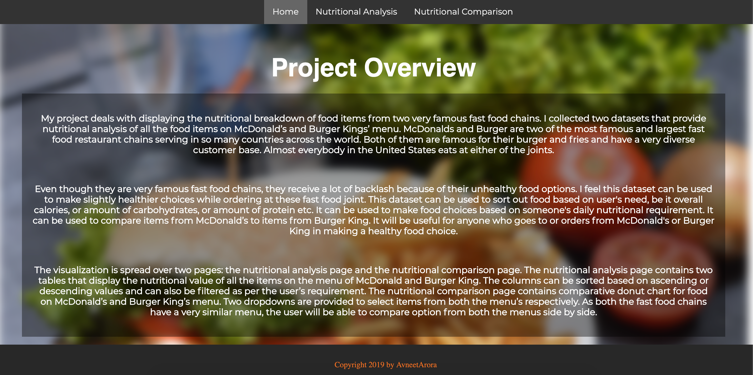 Home Nutritional Analysis Nutritional Comparison
Project Overview
My project deals with displaying the nutritional breakdown of food items from two very famous fast food chains. I collected two datasets that provide
nutritional analysis of all the food items on McDonald's and Burger Kings' menu. McDonalds and Burger are two of the most famous and largest fast
food restaurant chains serving in so many countries across the world. Both of them are famous for their burger and fries and have a very diverse
customer base. Almost everybody in the United States eats at either of the joints.
Even though they are very famous fast food chains, they receive a lot of backlash because of their unhealthy food options. I feel this dataset can be used
to make slightly healthier choices while ordering at these fast food joint. This dataset can be used to sort out food based on user's need, be it overall
calories, or amount of carbohydrates, or amount of protein etc. It can be used to make food choices based on someone's daily nutritional requirement. It
can be used to compare items from McDonald's to items from Burger King. It will be useful for anyone who goes to or orders from McDonald's or Burger
King in making a healthy food choice.
The visualization is spread over two pages: the nutritional analysis page and the nutritional comparison page. The nutritional analysis page contains two
tables that display the nutritional value of all the items on the menu of McDonald and Burger King. The columns can be sorted based on ascending or
descending values and can also be filtered as per the user's requirement. The nutritional comparison page contains comparative donut chart for food
on McDonald's and Burger King's menu. Two dropdowns are provided to select items from both the menu's respectively. As both the fast food chains
have a very similar menu, the user will be able to compare option from both the menus side by side.
Copyright 2019 by AvneetArora